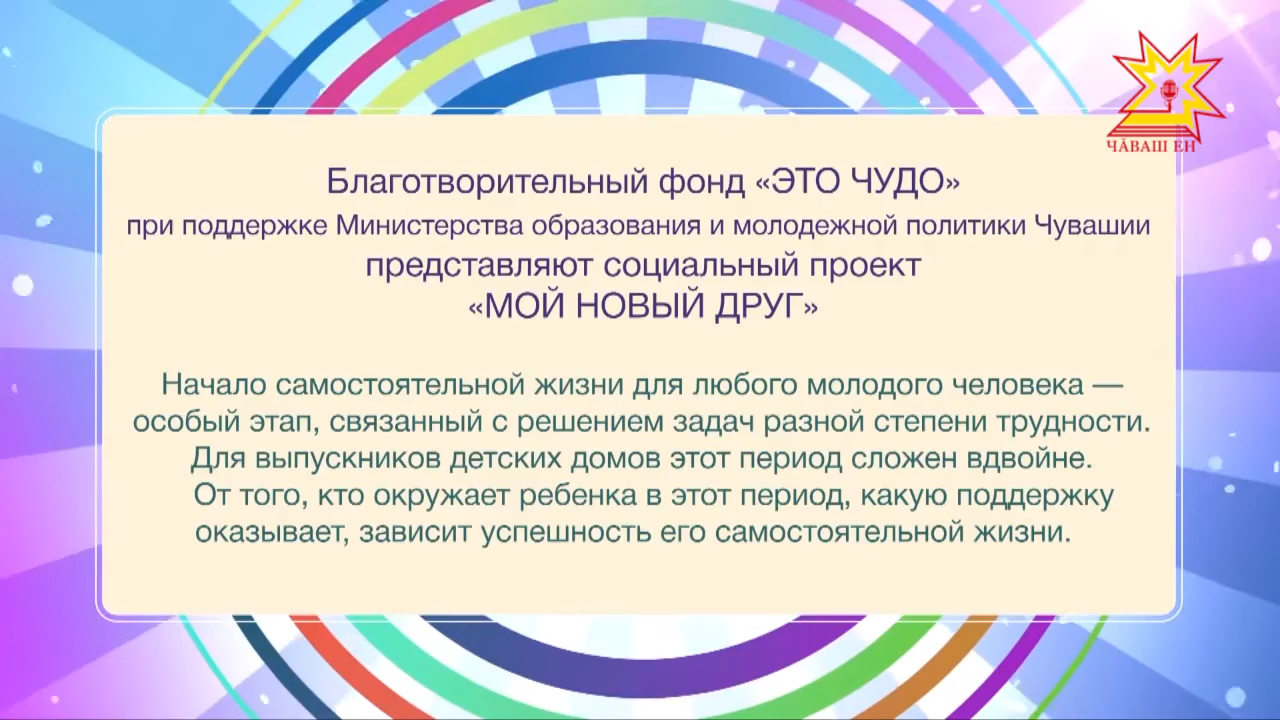 ЧӐВАШ ЕН
Благотворительный фонд «ЭТО ЧУДО»
при поддержке Министерства образования и молодежной политики Чувашии
представляют социальный проект
«МОЙ НОВЫЙ ДРУГ»
Начало самостоятельной жизни для любого молодого человека —
особый этап, связанный с решением задач разной степени трудности.
Для выпускников детских домов этот период сложен вдвойне.
От того, кто окружает ребенка в этот период, какую поддержку
оказывает, зависит успешность его самостоятельной жизни.